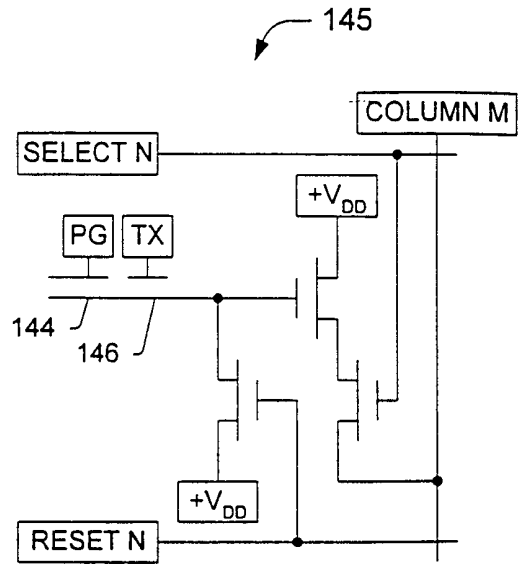 145
COLUMN M
SELECT N
+VDD
PG TX
144
146
+VDD
RESET N